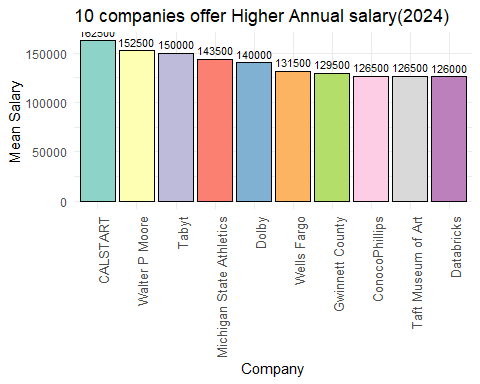 10 companies offer Higher Annual salary(2024)
162500
152500
150000
143500
140000
131500
129500
126500
126500
126000
Mean Salary
150000
100000
50000
0
CALSTART
Walter P Moore
Tabyt
Michigan State Athletics
Dolby
Wells Fargo
Gwinnett County
ConocoPhillips
Taft Museum of Art
Databricks
Company